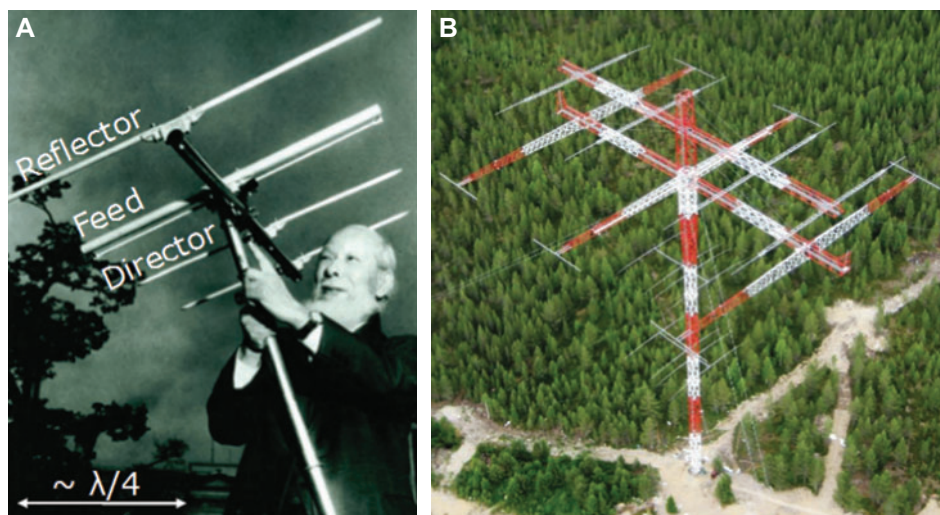 A
Reflector
Feed
Director
~ λ/4
B